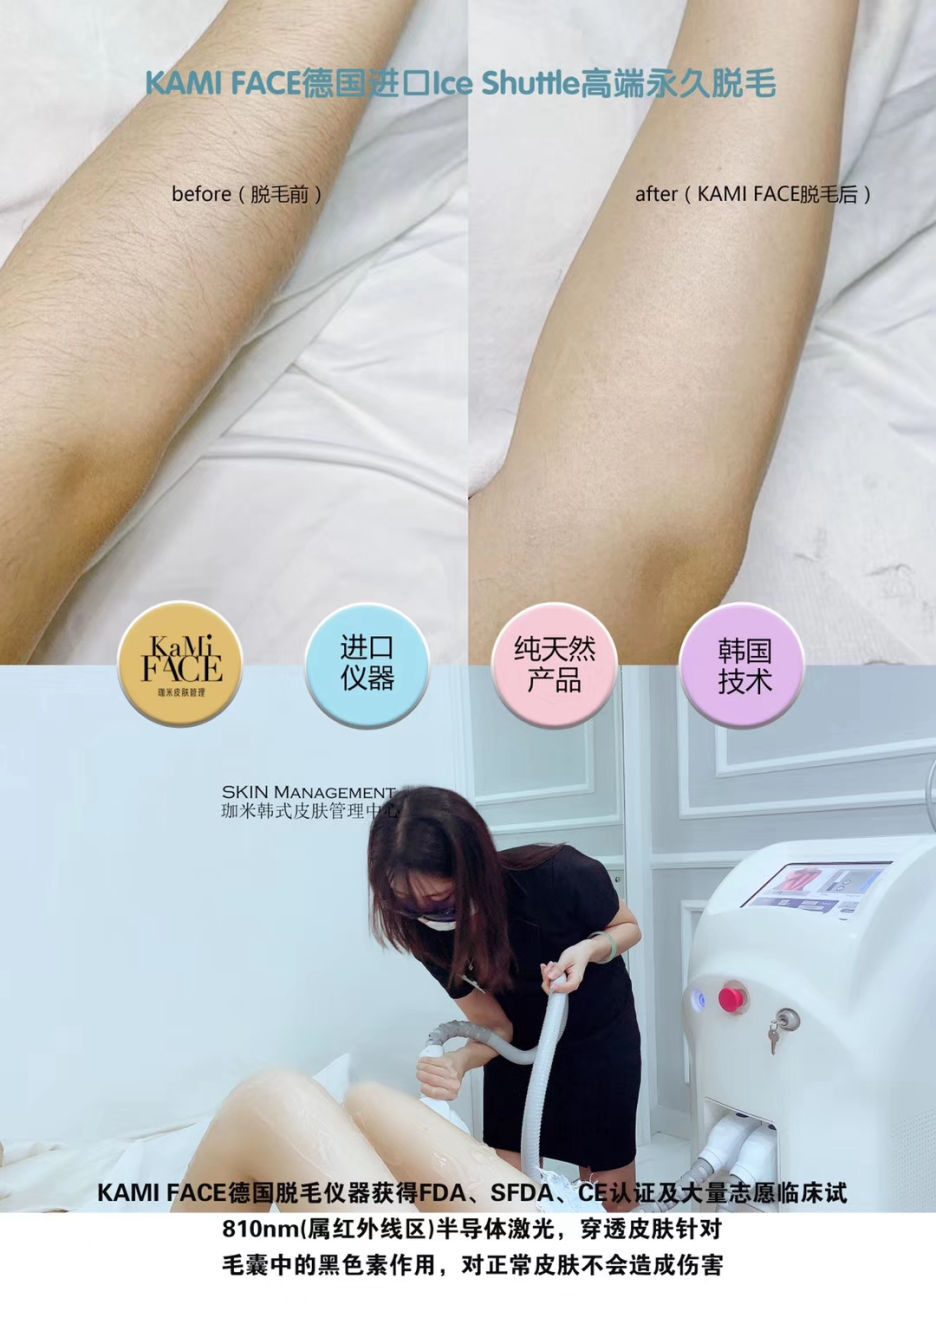 KAMI FACE德国进口Ice Shuttle高端永久脱毛
before（脱毛前）
after（KAMI FACE脱毛后）
KaMi
FACE
珈米皮肤管理
进口
仪器
纯天然
产品
韩国
技术
SKIN MANAGEMENT
珈米韩式皮肤管理中心
KAMI FACE德国脱毛仪器获得FDA、SFDA、CE认证及大量志愿临床试
810nm(属红外线区)半导体激光，穿透皮肤针对
毛囊中的黑色素作用，对正常皮肤不会造成伤害